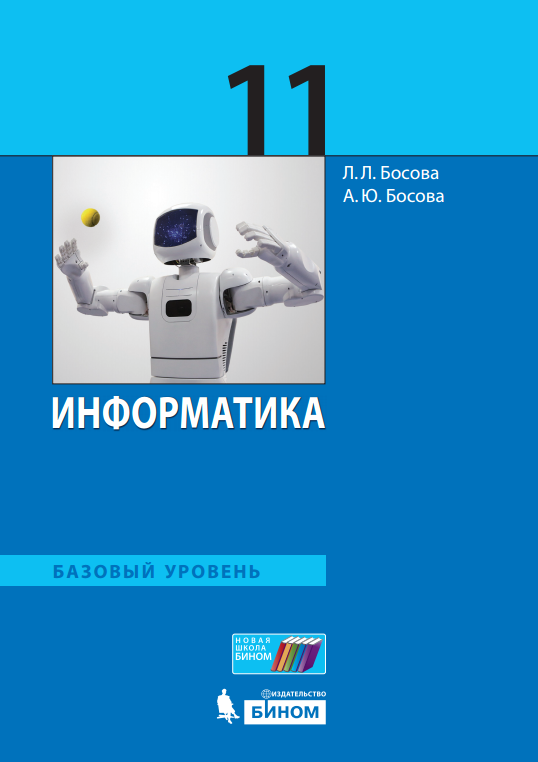 11
Л. Л. Босова
А. Ю. Босова
ИНФОРМАТИКА
БАЗОВЫЙ УРОВЕНЬ
НОВАЯ
ШКОЛА
БИНОМ
ИЗДАТЕЛЬСТВО
БИНОМ